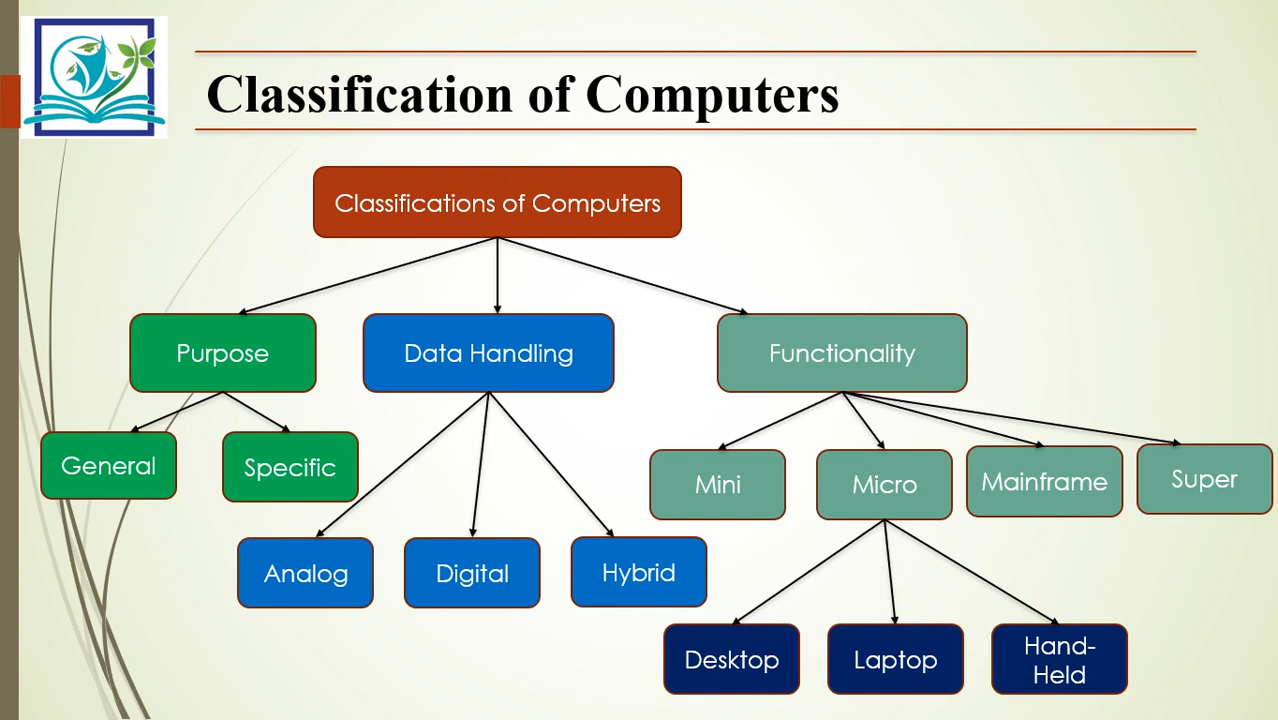 Classification of Computers
Classifications of Computers
Purpose
Data Handling
Functionality
General
Specific
Mini
Micro
Mainframe
Super
Analog
Digital
Hybrid
Desktop
Laptop
Hand-
Held